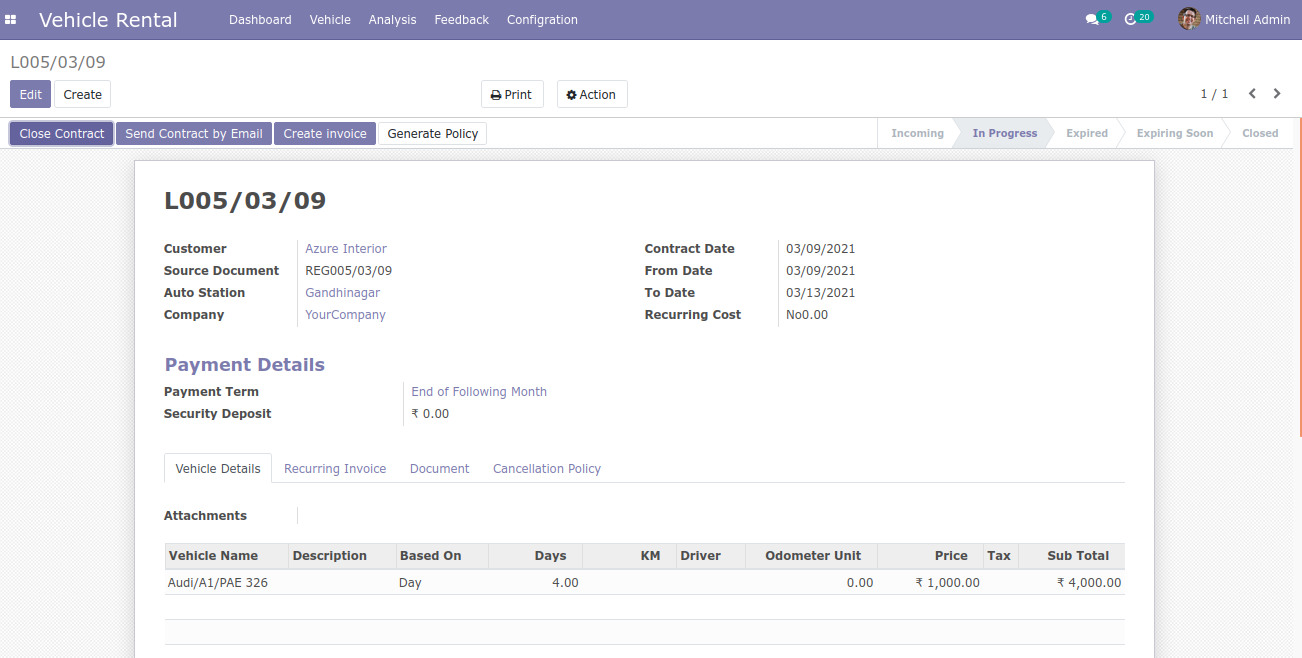 Vehicle Rental Dashboard Vehicle Analysis Feedback Configration 6 20 Mitchell Admin
L005/03/09
Edit Create Print Action 1 / 1
Close Contract Send Contract by Email Create invoice Generate Policy Incoming In Progress Expired Expiring Soon Closed
L005/03/09
Customer Azure Interior Contract Date 03/09/2021
Source Document REG005/03/09 From Date 03/09/2021
Auto Station Gandhinagar To Date 03/13/2021
Company YourCompany Recurring Cost No0.00
Payment Details
Payment Term End of Following Month
Security Deposit ₹ 0.00
Vehicle Details Recurring Invoice Document Cancellation Policy
Attachments
Vehicle Name Description Based On Days KM Driver Odometer Unit Price Tax Sub Total
Audi/A1/PAE 326 Day 4.00 0.00 ₹ 1,000.00 ₹ 4,000.00